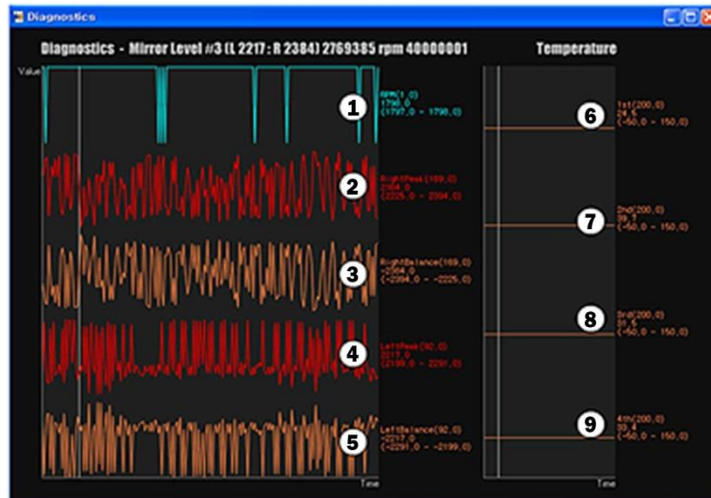 Diagnostics
Diagnostics - Mirror Level #3 (L 2217 : R 2384) 2769385 rpm 40000001
Temperature
Value
1
RPM(1,0)
1798,0
(1797,0 - 1798,0)
2
RightPeak(169,0)
2384,0
(2225,0 - 2394,0)
3
RightBalance(169,0)
-2384,0
(-2394,0 - -2225,0)
4
LeftPeak(92,0)
2217,0
(2199,0 - 2291,0)
5
LeftBalance(92,0)
-2217,0
(-2291,0 - -2199,0)
Time
6
1st(200,0)
(-50,0 - 150,0)
7
2nd(200,0)
(-50,0 - 150,0)
8
3rd(200,0)
31,5
(-50,0 - 150,0)
9
4th(200,0)
(-50,0 - 150,0)
Time